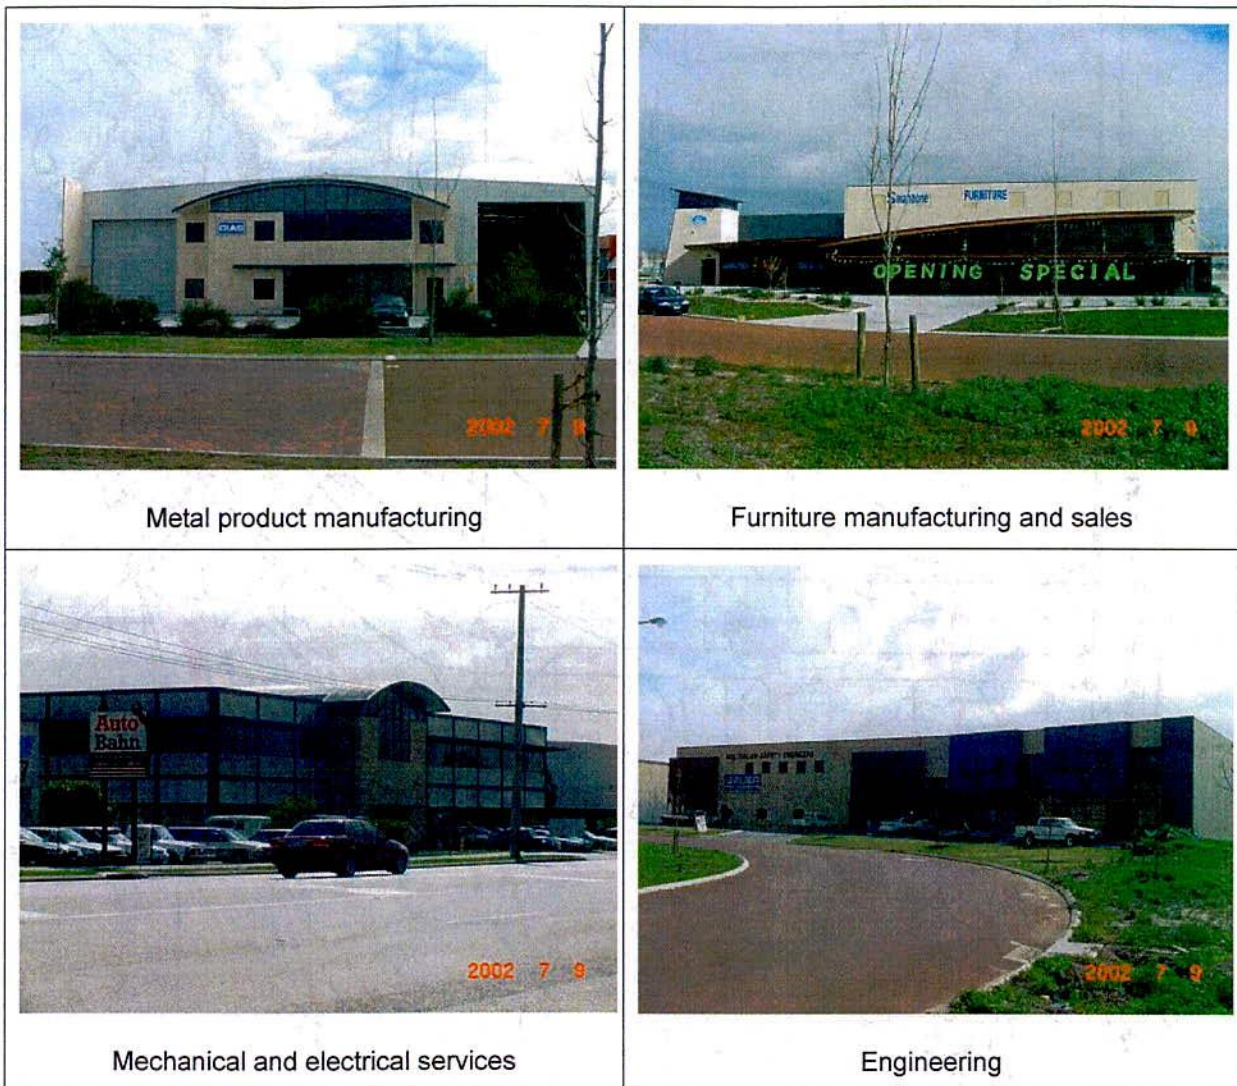 FURNITURE
OPENING SPECIAL
2002 7 9
2002 7 9
Metal product manufacturing
Furniture manufacturing and sales
Auto
Bahn
2002 7 9
2002 7 9
Mechanical and electrical services
Engineering